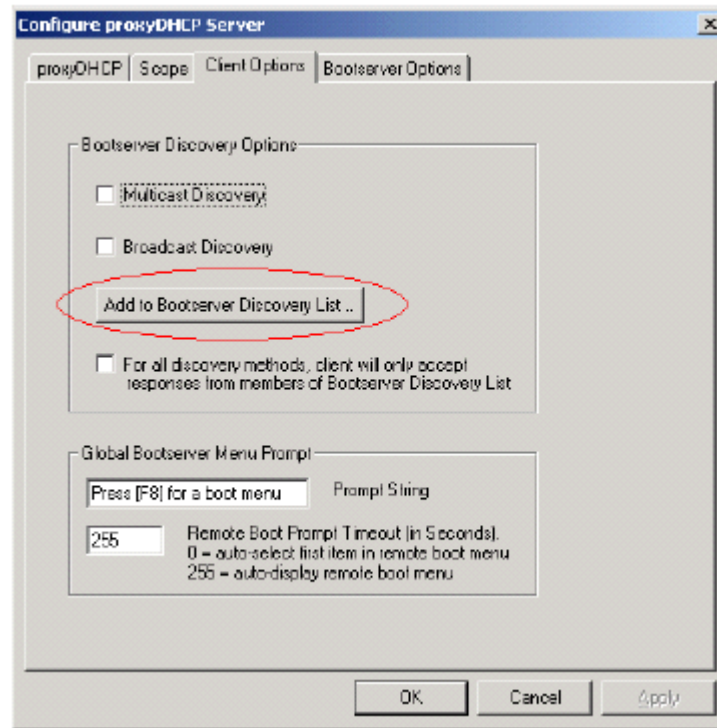 Configure proxyDHCP Server
proxyDHCP Scope Client Options Bootserver Options
Bootserver Discovery Options
Multicast Discovery
Broadcast Discovery
Add to Bootserver Discovery List ..
For all discovery methods, client will only accept
responses from members of Bootserver Discovery List
Global Bootserver Menu Prompt
Press [F8] for a boot menu Prompt String
255 Remote Boot Prompt Timeout (in Seconds).
0 = auto-select first item in remote boot menu
255 = auto-display remote boot menu
OK Cancel Apply